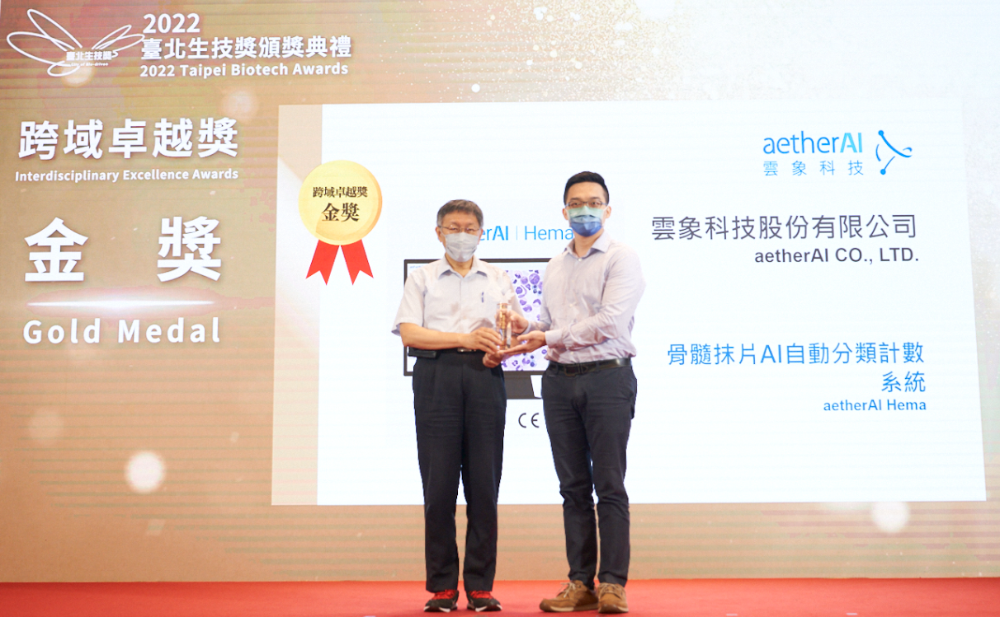 臺北生技獎
2022
臺北生技獎頒獎典禮
2022 Taipei Biotech Awards
跨域卓越獎
Interdisciplinary Excellence Awards
金獎
Gold Medal
跨域卓越獎
金獎
erAI | Hema
CE
aetherAI
雲象科技
雲象科技股份有限公司
aetherAI CO., LTD.
骨髓抹片AI自動分類計數
系統
aetherAI Hema